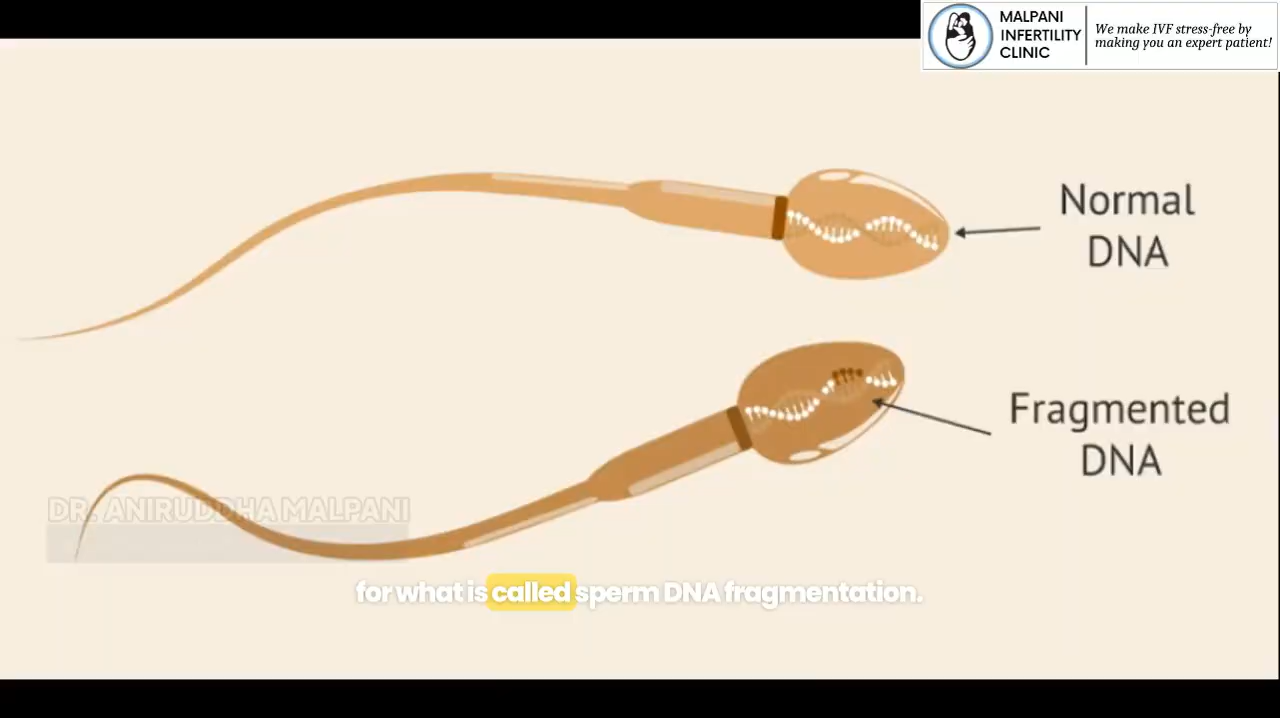 MALPANI
INFERTILITY
CLINIC
We make IVF stress-free by
making you an expert patient!
Normal
DNA
Fragmented
DNA
DR. ANIRUDDHA MALPANI
for what is called sperm DNA fragmentation.